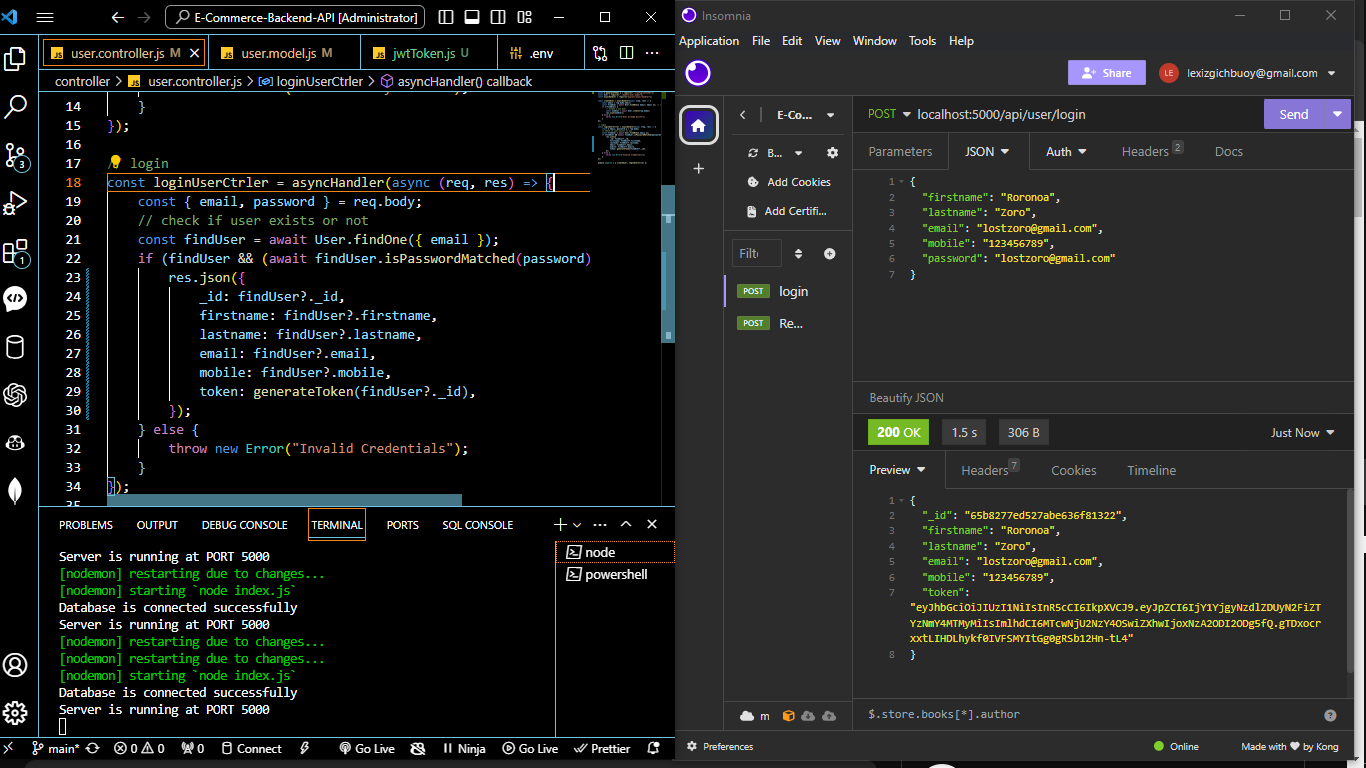 E-Commerce-Backend-API [Administrator]
user.controller.js M
user.model.js M
jwtToken.js U
.env
controller > user.controller.js > loginUserCtrler > asyncHandler() callback
14 }
15 });
16
17 // login
18 const loginUserCtrler = asyncHandler(async (req, res) => {
19 const { email, password } = req.body;
20 // check if user exists or not
21 const findUser = await User.findOne({ email });
22 if (findUser && (await findUser.isPasswordMatched(password)
23 res.json({
24 _id: findUser?._id,
25 firstname: findUser?.firstname,
26 lastname: findUser?.lastname,
27 email: findUser?.email,
28 mobile: findUser?.mobile,
29 token: generateToken(findUser?._id),
30 });
31 } else {
32 throw new Error("Invalid Credentials");
33 }
34 });
35
3
1
PROBLEMS OUTPUT DEBUG CONSOLE TERMINAL PORTS SQL CONSOLE
Server is running at PORT 5000
[nodemon] restarting due to changes...
[nodemon] starting `node index.js`
Database is connected successfully
Server is running at PORT 5000
[nodemon] restarting due to changes...
[nodemon] restarting due to changes...
[nodemon] starting `node index.js`
Database is connected successfully
Server is running at PORT 5000
node
powershell
main* 0 0 0 Connect Go Live Ninja Go Live Prettier
Insomnia
Application File Edit View Window Tools Help
Share
LE
lexizgichbuoy@gmail.com
E-Co...
B...
Add Cookies
Add Certifi...
Filte
POST login
POST Re...
m
POST localhost:5000/api/user/login
Send
Parameters JSON Auth Headers 2 Docs
1 {
2 "firstname": "Roronoa",
3 "lastname": "Zoro",
4 "email": "lostzoro@gmail.com",
5 "mobile": "123456789",
6 "password": "lostzoro@gmail.com"
7 }
Beautify JSON
200 OK 1.5 s 306 B Just Now
Preview Headers 7 Cookies Timeline
1 {
2 "_id": "65b8277ed527abe636f81322",
3 "firstname": "Roronoa",
4 "lastname": "Zoro",
5 "email": "lostzoro@gmail.com",
6 "mobile": "123456789",
7 "token":
"eyJhbGciOiJIUzI1NiIsInR5cCI6IkpXVCJ9.eyJpZCI6IjY1YjgyNzdlZDUyN2FiZT
YzNmY4MTMyMiIsImlhdCI6MTcwNjU2NzY4OSwiZXhwIjoxNzA2ODI2ODg5fQ.gTDxocr
xxtLIHDLhykf0IVFSMYItGg0gRSb12Hn-tL4"
8 }
$.store.books[*].author
Preferences
Online
Made with by Kong